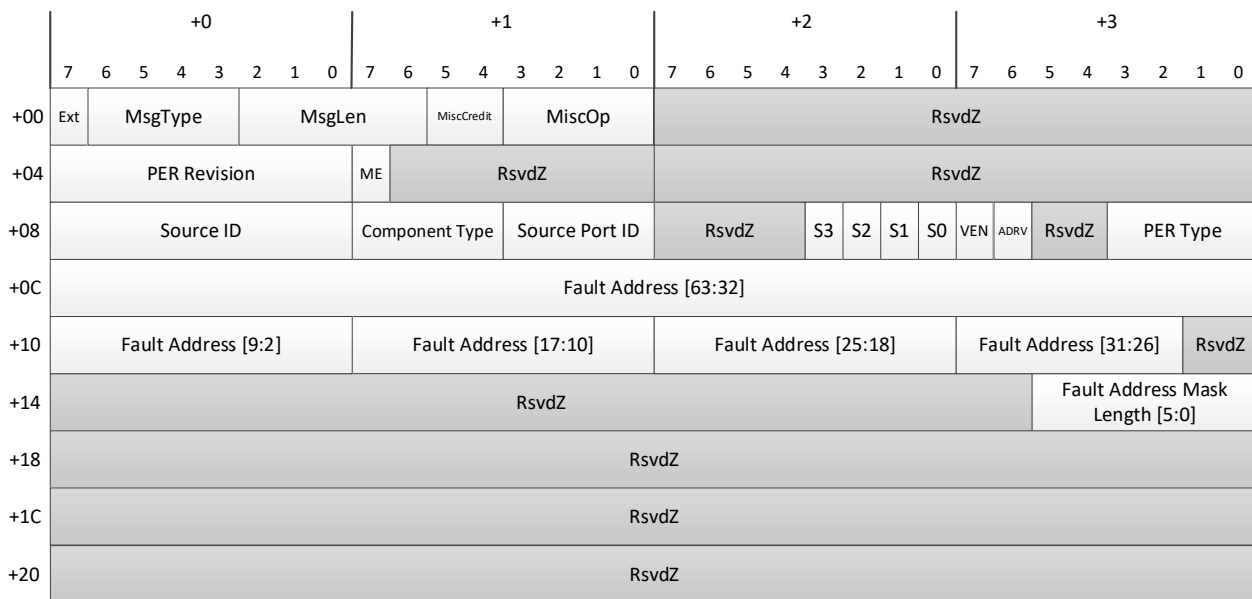 +0 +1 +2 +3
7 6 5 4 3 2 1 0 7 6 5 4 3 2 1 0 7 6 5 4 3 2 1 0 7 6 5 4 3 2 1 0
+00 Ext MsgType MsgLen MiscCredit MiscOp RsvdZ
+04 PER Revision ME RsvdZ RsvdZ
+08 Source ID Component Type Source Port ID RsvdZ S3 S2 S1 S0 VEN ADRV RsvdZ PER Type
+0C Fault Address [63:32]
+10 Fault Address [9:2] Fault Address [17:10] Fault Address [25:18] Fault Address [31:26] RsvdZ
+14 RsvdZ Fault Address Mask
Length [5:0]
+18 RsvdZ
+1C RsvdZ
+20 RsvdZ